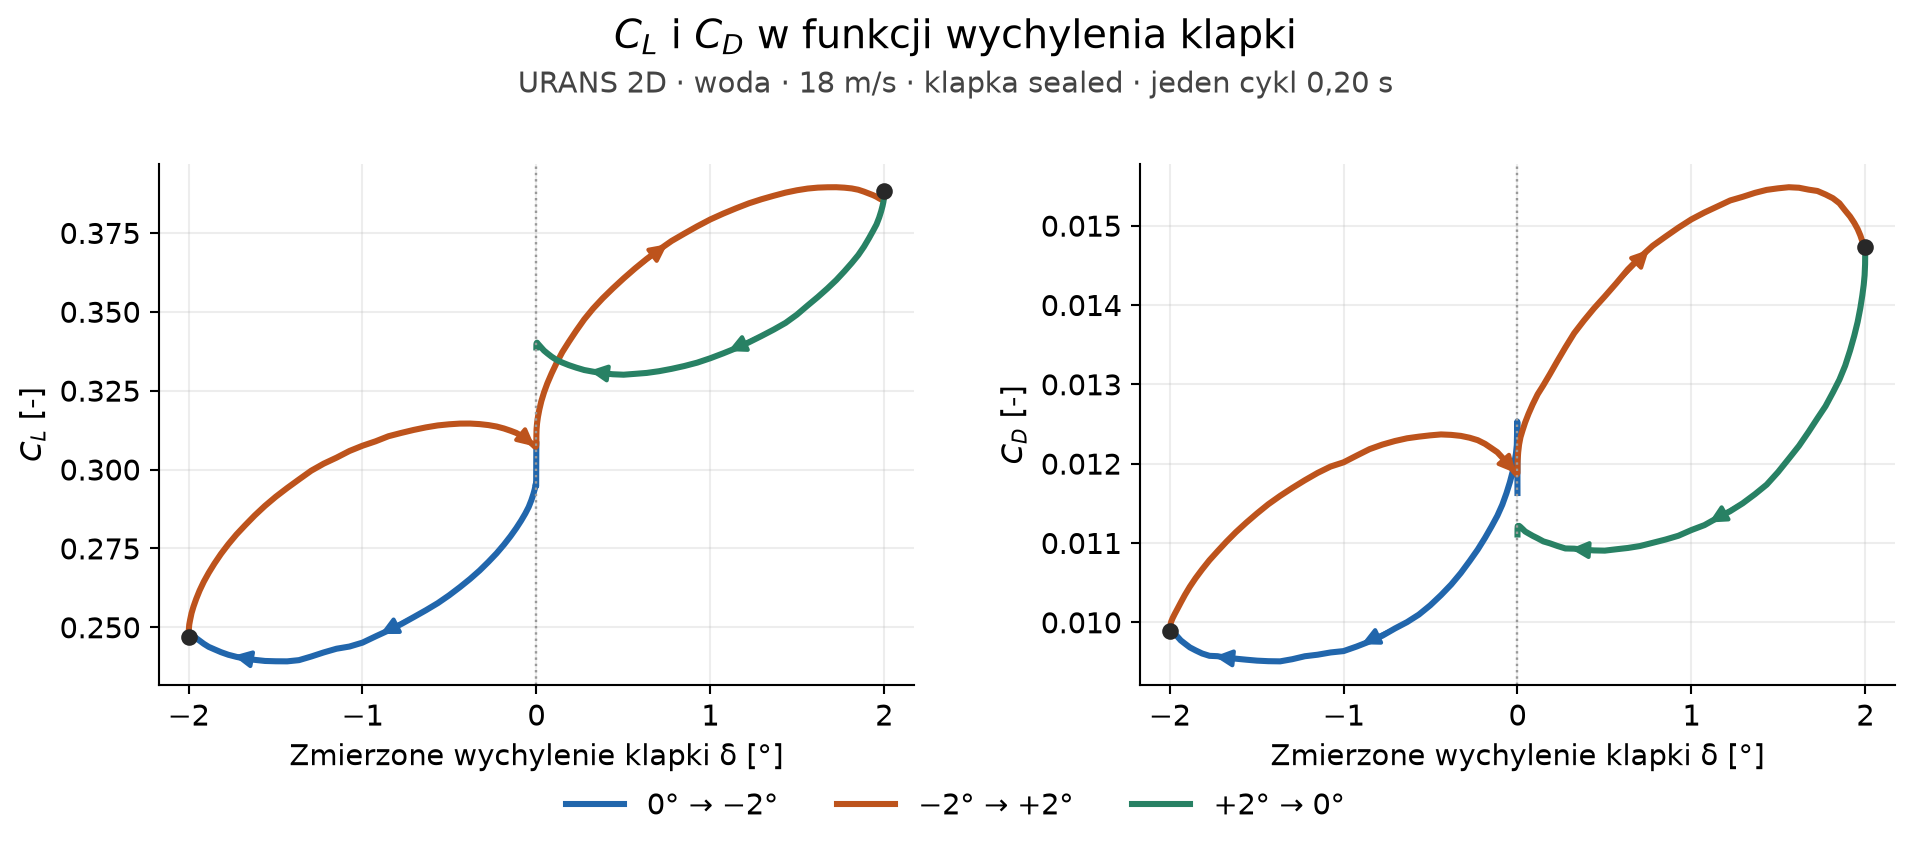 C_L i C_D w funkcji wychylenia klapki
URANS 2D · woda · 18 m/s · klapka sealed · jeden cykl 0,20 s
C_L [-]
0.375
0.350
0.325
0.300
0.275
0.250
−2 −1 0 1 2
Zmierzone wychylenie klapki δ [°]
C_D [-]
0.015
0.014
0.013
0.012
0.011
0.010
−2 −1 0 1 2
Zmierzone wychylenie klapki δ [°]
0° → −2° −2° → +2° +2° → 0°